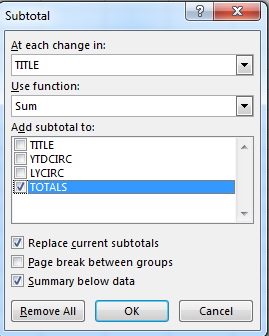 Subtotal
At each change in:
TITLE
Use function:
Sum
Add subtotal to:
TITLE
YTDCIRC
LYCIRC
TOTALS
Replace current subtotals
Page break between groups
Summary below data
Remove All OK Cancel